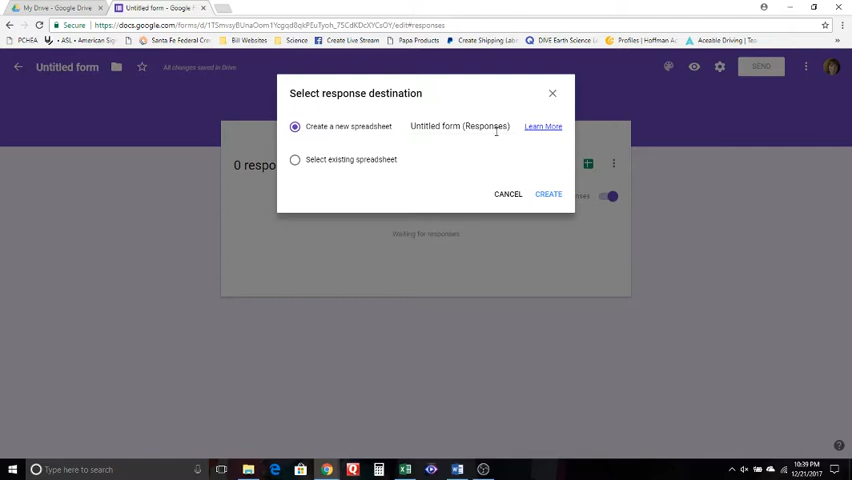 My Drive - Google Drive
Untitled form - Google F
Secure
https://docs.google.com/forms/d/
/edit#responses
PCHEA
• ASL • American Sig
Santa Fe Federal Cre
Bill Websites
Science
Create Live Stream
Papa Products
Create Shipping Lab
DIVE Earth Science
Profiles | Hoffman Ac
Aceable Driving | Tex
Untitled form
All changes saved in Drive
SEND
Select response destination
Create a new spreadsheet
Untitled form (Responses)
Learn More
Select existing spreadsheet
0 respo
nses
CANCEL
CREATE
Waiting for responses
Type here to search
10:39 PM
12/21/2017